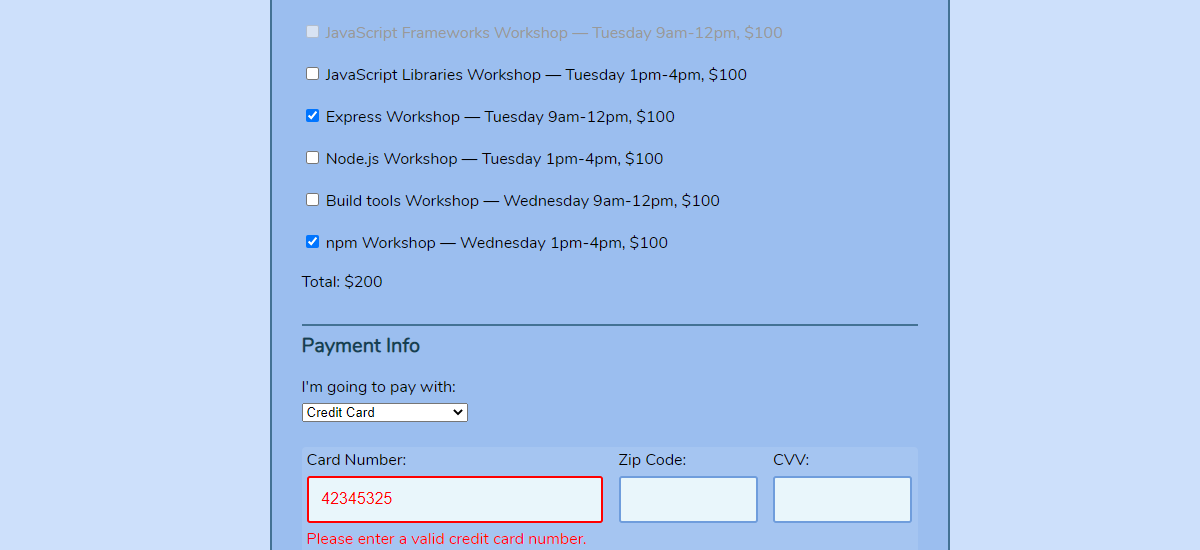 JavaScript Frameworks Workshop — Tuesday 9am-12pm, $100
JavaScript Libraries Workshop — Tuesday 1pm-4pm, $100
Express Workshop — Tuesday 9am-12pm, $100
Node.js Workshop — Tuesday 1pm-4pm, $100
Build tools Workshop — Wednesday 9am-12pm, $100
npm Workshop — Wednesday 1pm-4pm, $100
Total: $200
Payment Info
I'm going to pay with:
Credit Card
Card Number: Zip Code: CVV:
42345325
Please enter a valid credit card number.